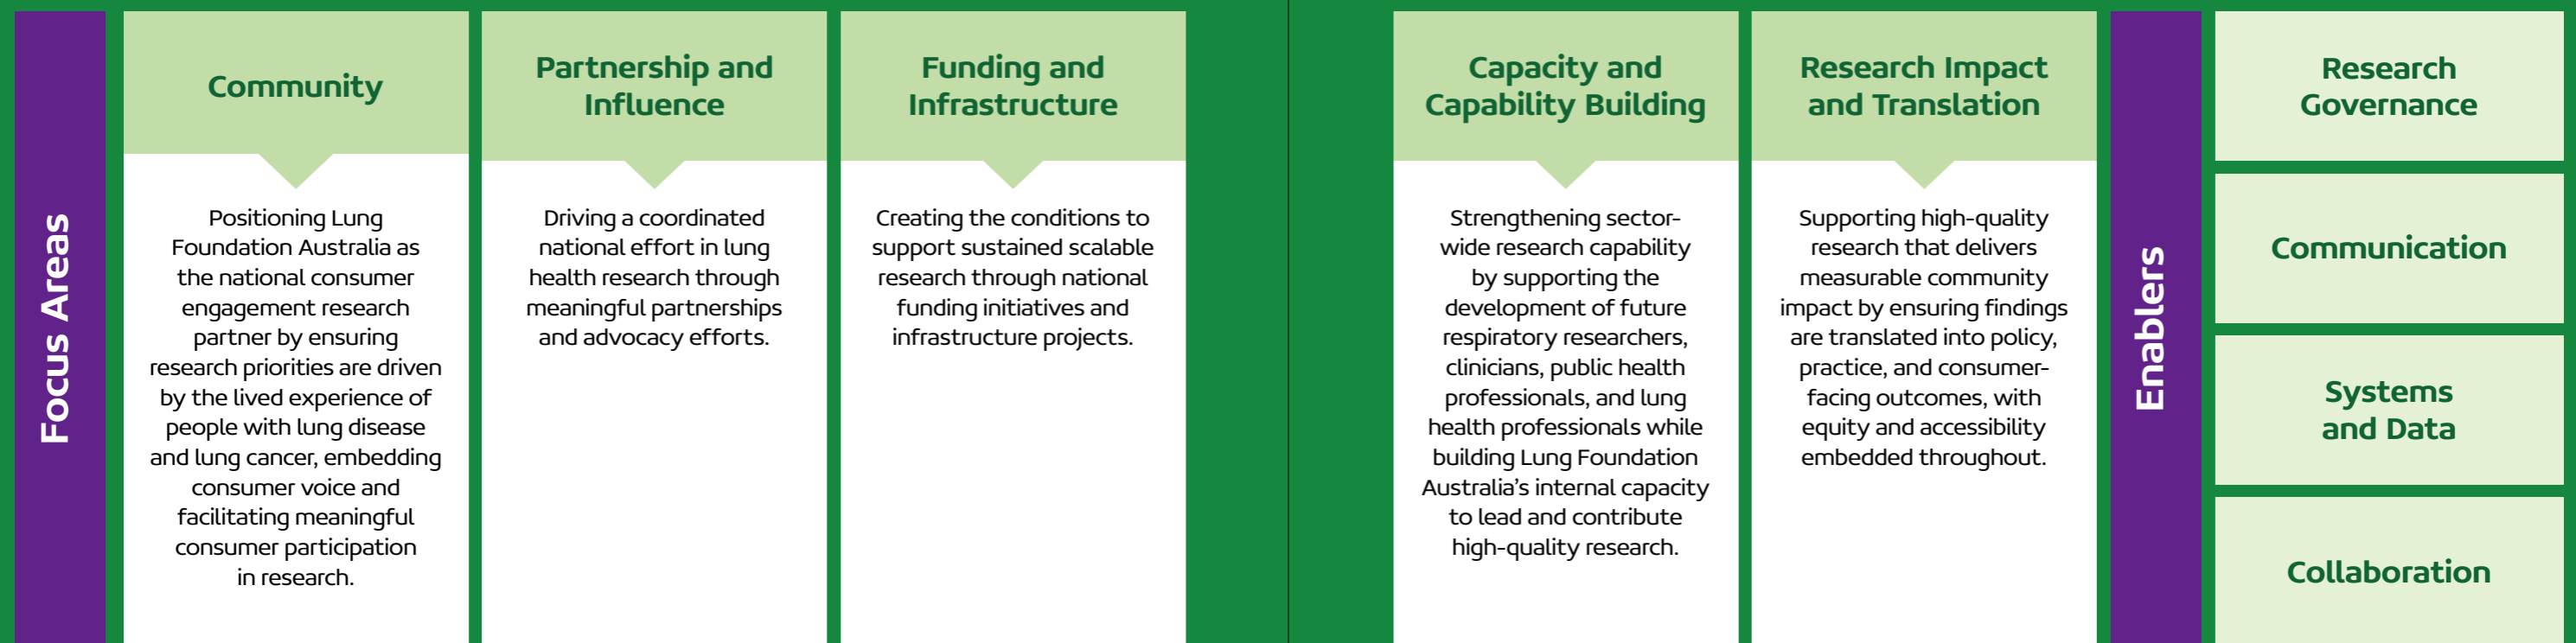 Focus Areas
Community
Positioning Lung
Foundation Australia as
the national consumer
engagement research
partner by ensuring
research priorities are driven
by the lived experience of
people with lung disease
and lung cancer, embedding
consumer voice and
facilitating meaningful
consumer participation
in research.
Partnership and
Influence
Driving a coordinated
national effort in lung
health research through
meaningful partnerships
and advocacy efforts.
Funding and
Infrastructure
Creating the conditions to
support sustained scalable
research through national
funding initiatives and
infrastructure projects.
Capacity and
Capability Building
Strengthening sector-
wide research capability
by supporting the
development of future
respiratory researchers,
clinicians, public health
professionals, and lung
health professionals while
building Lung Foundation
Australia’s internal capacity
to lead and contribute
high-quality research.
Research Impact
and Translation
Supporting high-quality
research that delivers
measurable community
impact by ensuring findings
are translated into policy,
practice, and consumer-
facing outcomes, with
equity and accessibility
embedded throughout.
Enablers
Research
Governance
Communication
Systems
and Data
Collaboration